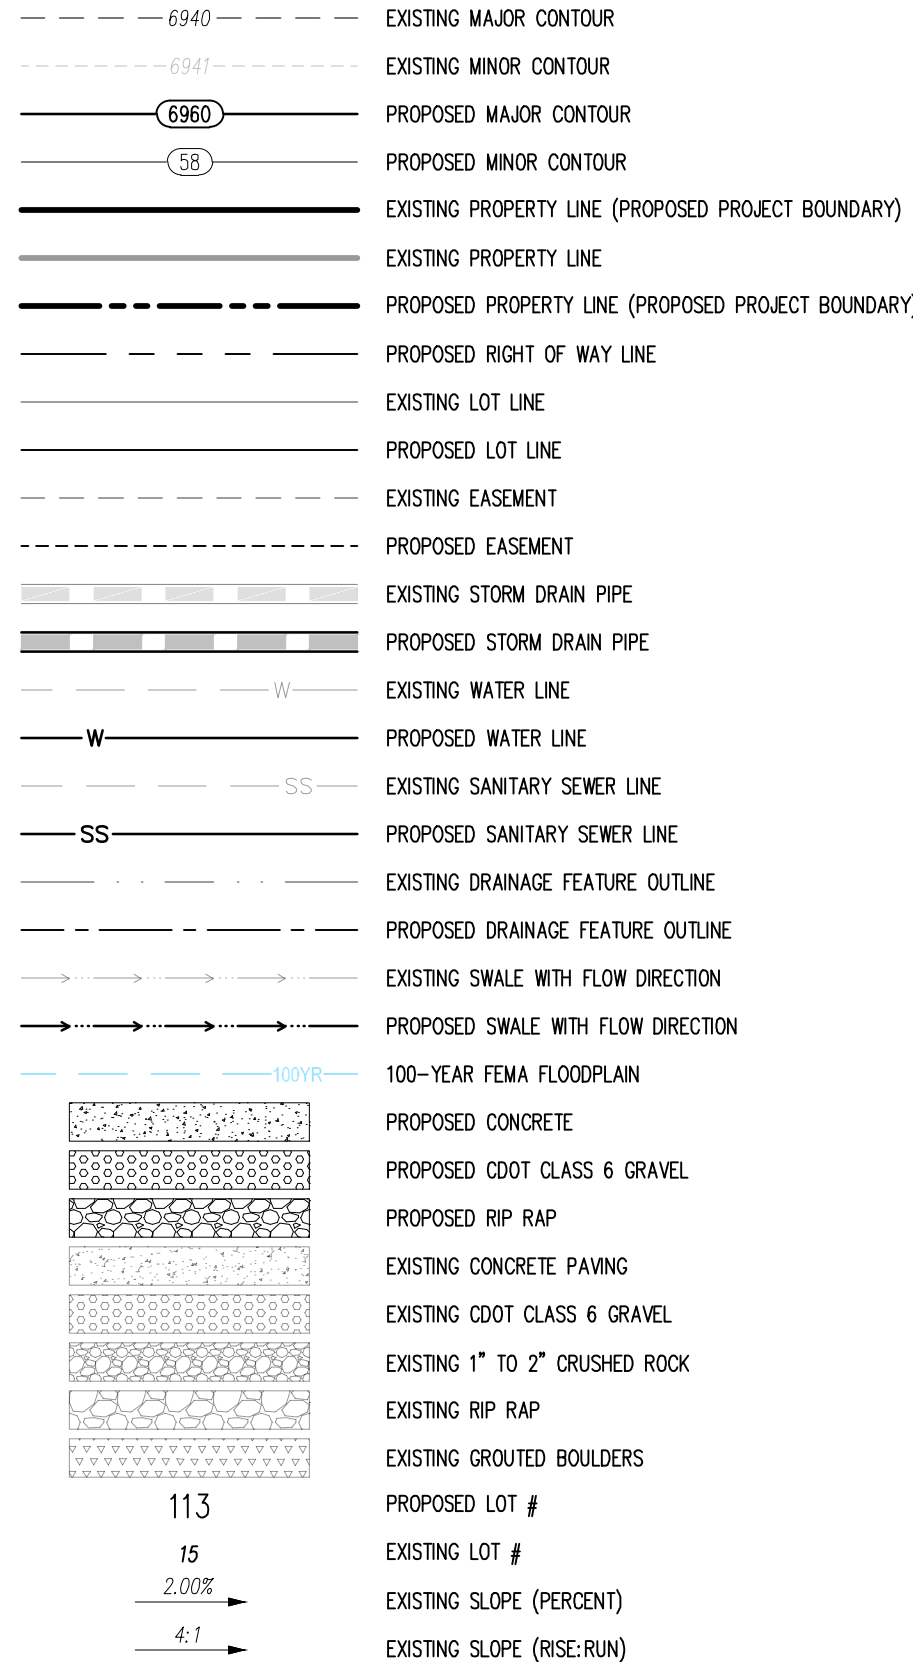 6940 EXISTING MAJOR CONTOUR
6941 EXISTING MINOR CONTOUR
6960 PROPOSED MAJOR CONTOUR
58 PROPOSED MINOR CONTOUR
EXISTING PROPERTY LINE (PROPOSED PROJECT BOUNDARY)
EXISTING PROPERTY LINE
PROPOSED PROPERTY LINE (PROPOSED PROJECT BOUNDARY)
PROPOSED RIGHT OF WAY LINE
EXISTING LOT LINE
PROPOSED LOT LINE
EXISTING EASEMENT
PROPOSED EASEMENT
EXISTING STORM DRAIN PIPE
PROPOSED STORM DRAIN PIPE
W EXISTING WATER LINE
W PROPOSED WATER LINE
SS EXISTING SANITARY SEWER LINE
SS PROPOSED SANITARY SEWER LINE
EXISTING DRAINAGE FEATURE OUTLINE
PROPOSED DRAINAGE FEATURE OUTLINE
EXISTING SWALE WITH FLOW DIRECTION
PROPOSED SWALE WITH FLOW DIRECTION
100YR 100-YEAR FEMA FLOODPLAIN
PROPOSED CONCRETE
PROPOSED CDOT CLASS 6 GRAVEL
PROPOSED RIP RAP
EXISTING CONCRETE PAVING
EXISTING CDOT CLASS 6 GRAVEL
EXISTING 1" TO 2" CRUSHED ROCK
EXISTING RIP RAP
EXISTING GROUTED BOULDERS
113 PROPOSED LOT #
15 EXISTING LOT #
2.00% EXISTING SLOPE (PERCENT)
4:1 EXISTING SLOPE (RISE:RUN)